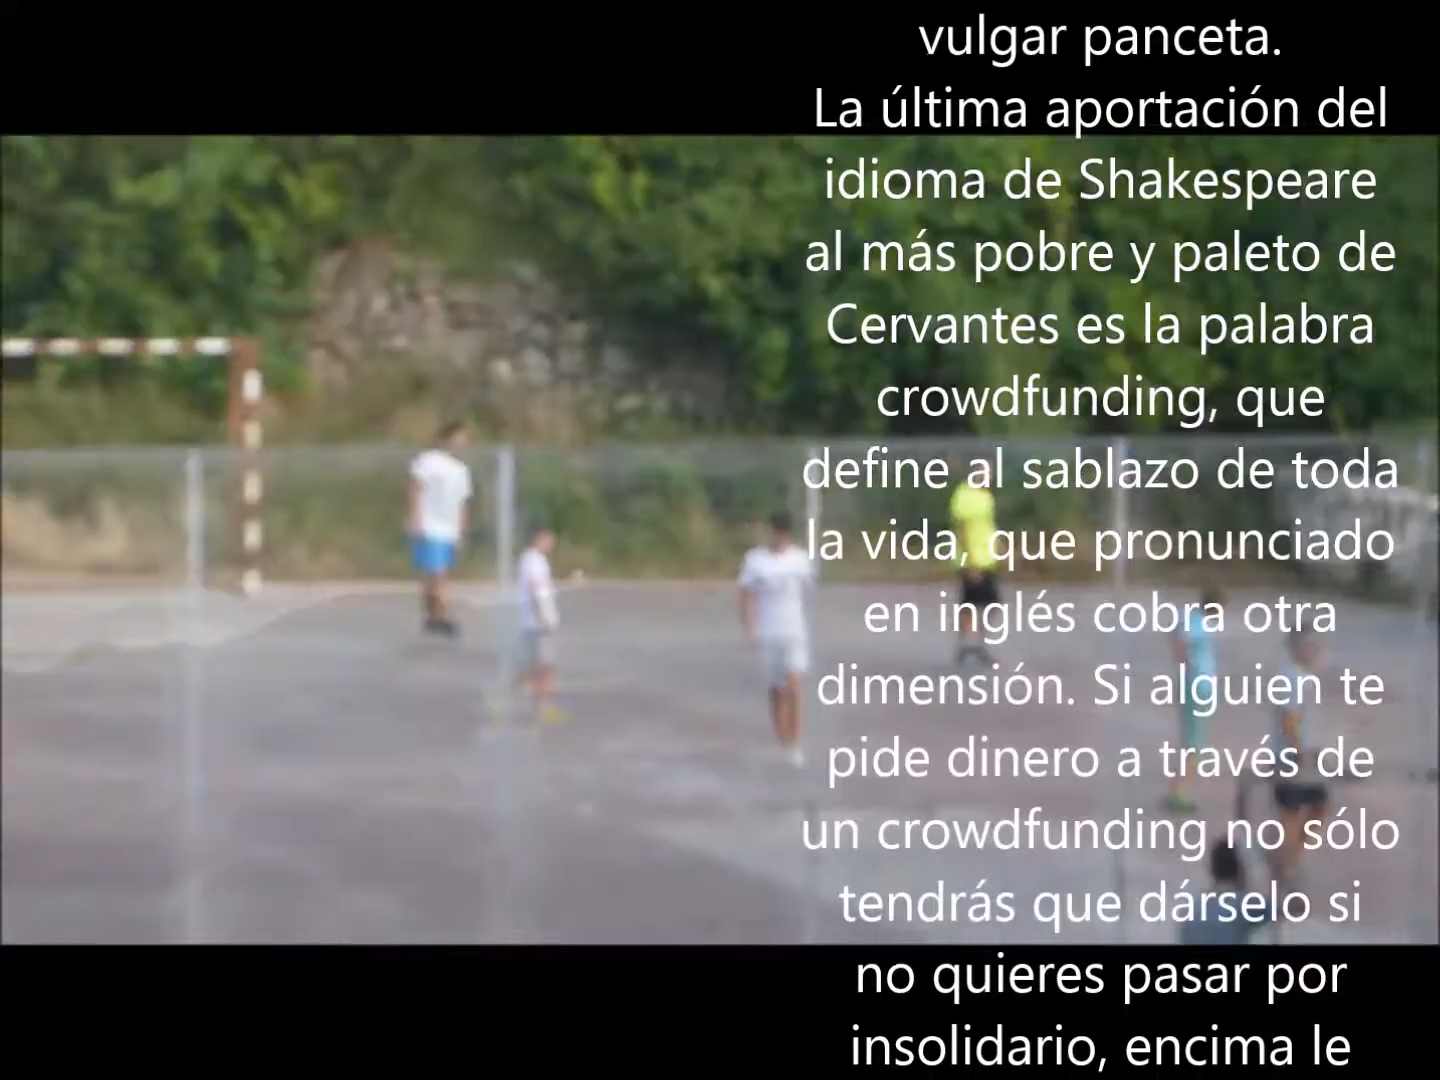 vulgar panceta.
La última aportación del
idioma de Shakespeare
al más pobre y paleto de
Cervantes es la palabra
crowdfunding, que
define al sablazo de toda
la vida, que pronunciado
en inglés cobra otra
dimensión. Si alguien te
pide dinero a través de
un crowdfunding no sólo
tendrás que dárselo si
no quieres pasar por
insolidario, encima le